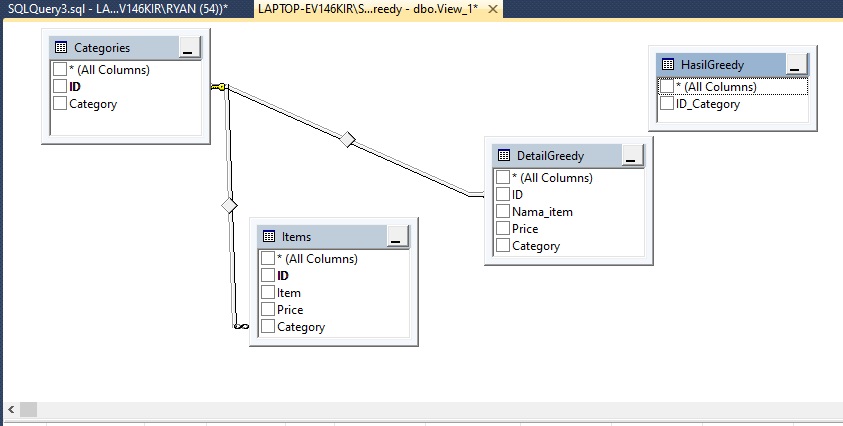 SQLQuery3.sql - LA...V146KIR\RYAN (54))*
LAPTOP-EV146KIR\S...reedy - dbo.View_1*
Categories
* (All Columns)
ID
Category
HasilGreedy
* (All Columns)
ID_Category
DetailGreedy
* (All Columns)
ID
Nama_item
Price
Category
Items
* (All Columns)
ID
Item
Price
Category